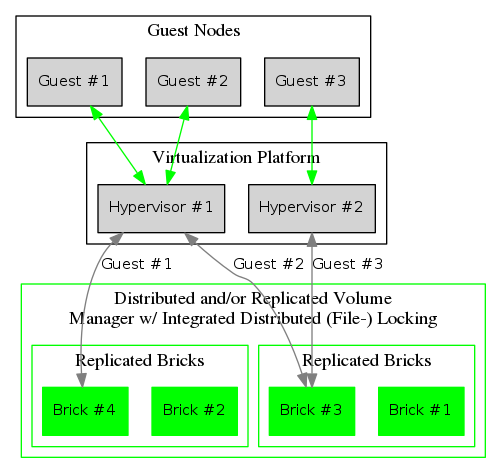 Guest Nodes
Guest #1
Guest #2
Guest #3
Virtualization Platform
Hypervisor #1
Hypervisor #2
Guest #1
Guest #2
Guest #3
Distributed and/or Replicated Volume
Manager w/ Integrated Distributed (File-) Locking
Replicated Bricks
Replicated Bricks
Brick #4
Brick #2
Brick #3
Brick #1